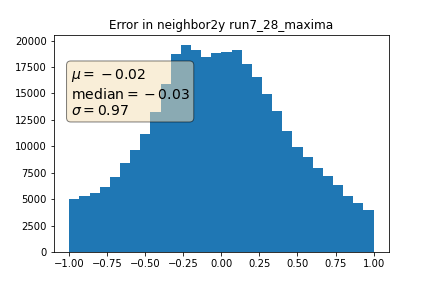 Error in neighbor2y run7_28_maxima
20000
17500
15000
12500
10000
7500
5000
2500
0
μ = −0.02
median = −0.03
σ = 0.97
−1.00 −0.75 −0.50 −0.25 0.00 0.25 0.50 0.75 1.00